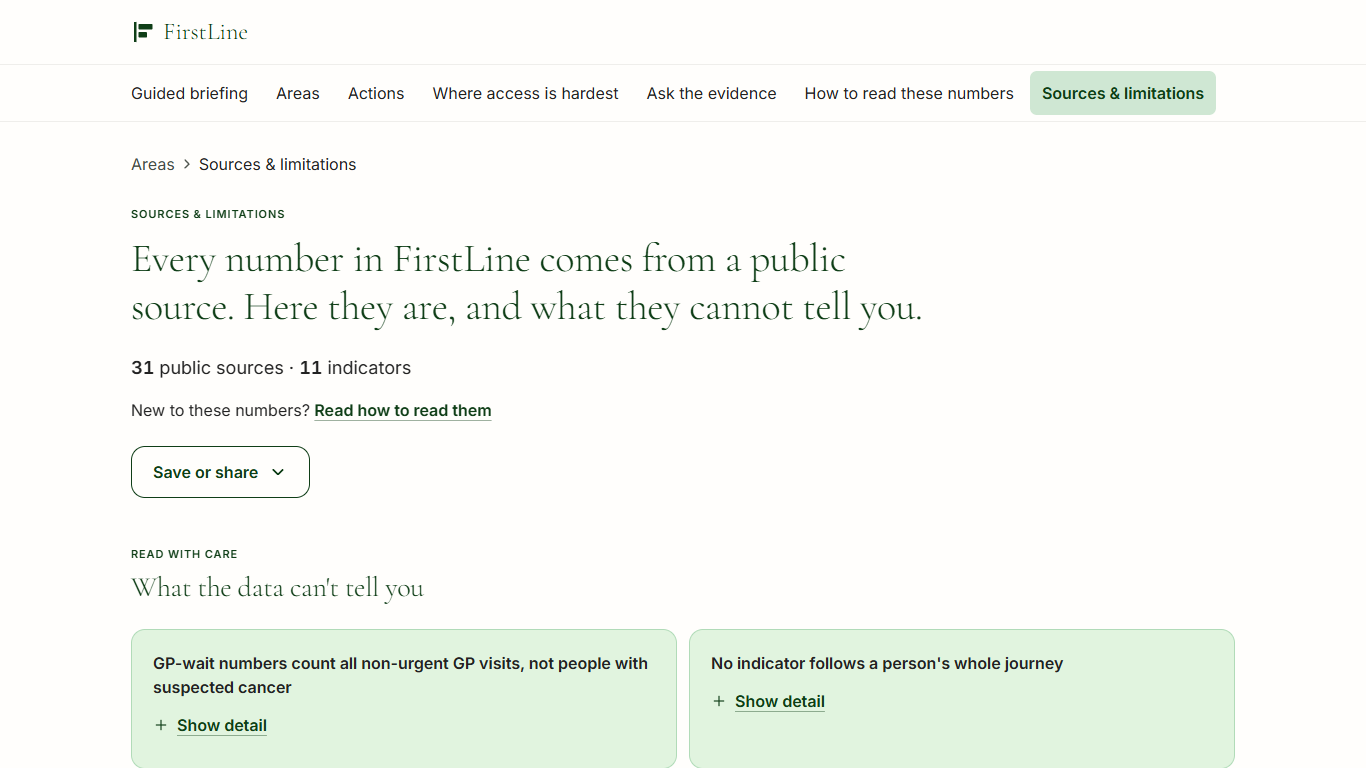 FirstLine
Guided briefing
Areas
Actions
Where access is hardest
Ask the evidence
How to read these numbers
Sources & limitations
Areas > Sources & limitations
SOURCES & LIMITATIONS
Every number in FirstLine comes from a public
source. Here they are, and what they cannot tell you.
31 public sources · 11 indicators
New to these numbers? Read how to read them
Save or share
READ WITH CARE
What the data can't tell you
GP-wait numbers count all non-urgent GP visits, not people with
suspected cancer
+ Show detail
No indicator follows a person's whole journey
+ Show detail